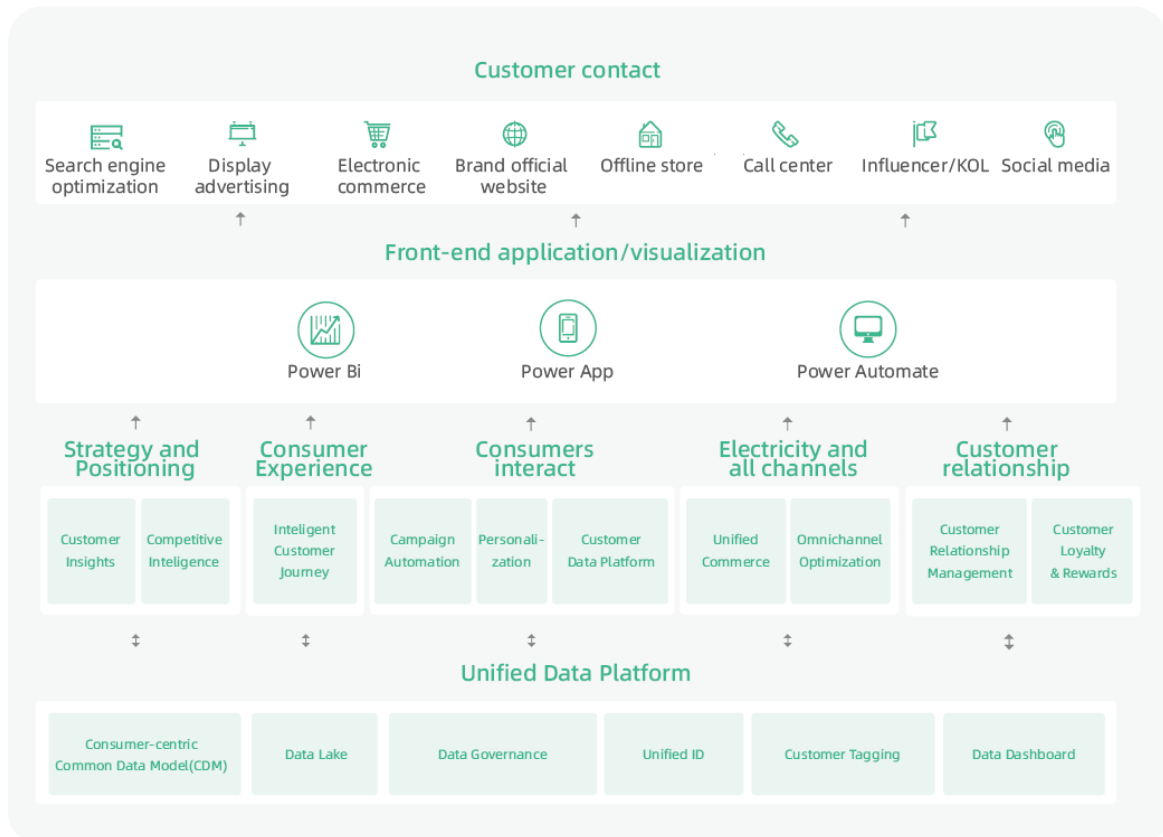 Customer contact
Search engine
optimization
Display
advertising
Electronic
commerce
Brand official
website
Offline store
Call center
Influencer/KOL
Social media
Front-end application/visualization
Power Bi
Power App
Power Automate
Strategy and
Positioning
Consumer
Experience
Consumers
interact
Electricity and
all channels
Customer
relationship
Customer
Insights
Competitive
Inteligence
Inteligent
Customer
Journey
Campaign
Automation
Personali-
zation
Customer
Data Platform
Unified
Commerce
Omnichannel
Optimization
Customer
Relationship
Management
Customer
Loyalty
& Rewards
Unified Data Platform
Consumer-centric
Common Data Model(CDM)
Data Lake
Data Governance
Unified ID
Customer Tagging
Data Dashboard